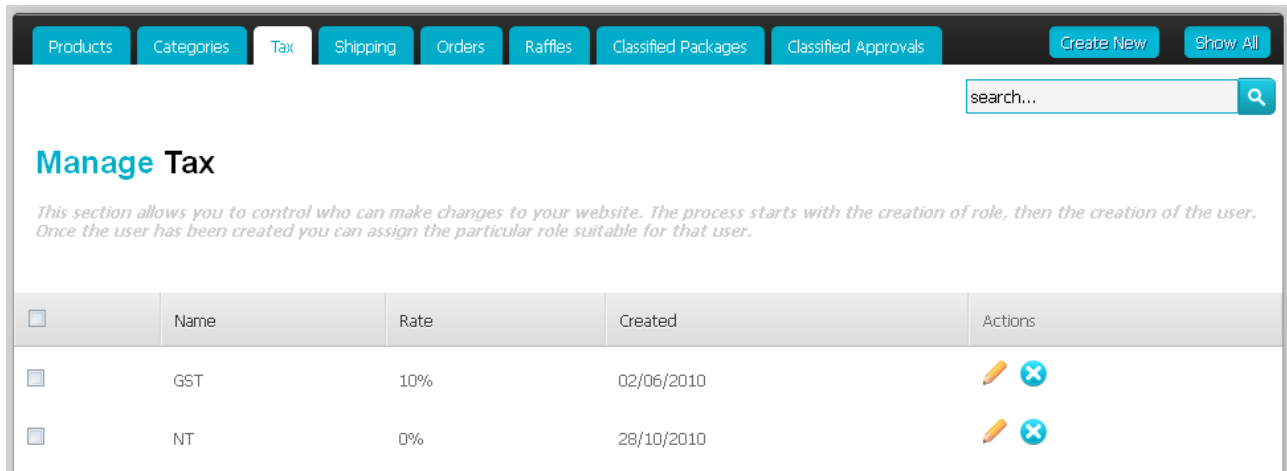 Products Categories Tax Shipping Orders Raffles Classified Packages Classified Approvals Create New Show All
search...
Manage Tax
This section allows you to control who can make changes to your website. The process starts with the creation of role, then the creation of the user.
Once the user has been created you can assign the particular role suitable for that user.
Name Rate Created Actions
GST 10% 02/06/2010
NT 0% 28/10/2010